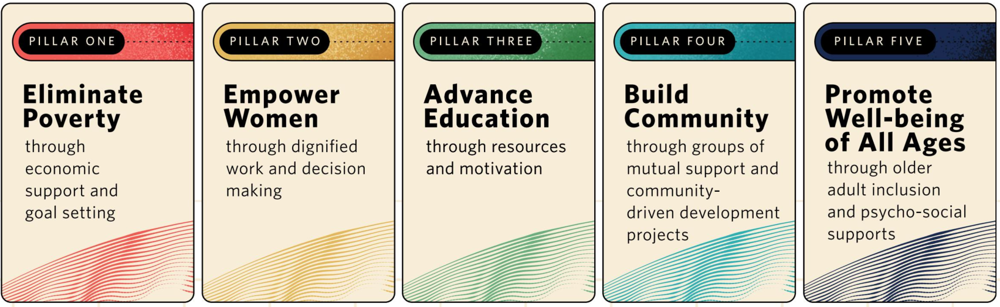 PILLAR ONE
Eliminate
Poverty
through
economic
support and
goal setting
PILLAR TWO
Empower
Women
through dignified
work and decision
making
PILLAR THREE
Advance
Education
through resources
and motivation
PILLAR FOUR
Build
Community
through groups of
mutual support and
community-
driven development
projects
PILLAR FIVE
Promote
Well-being
of All Ages
through older
adult inclusion
and psycho-social
supports